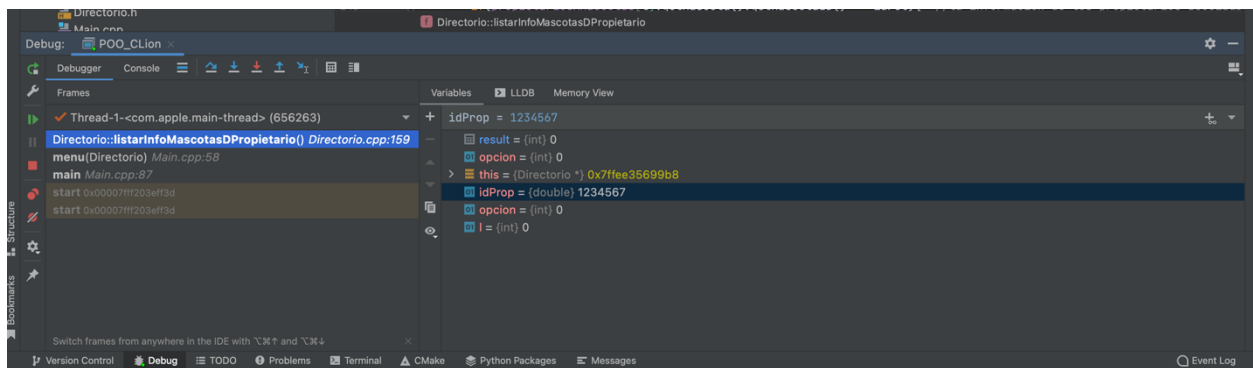 Directorio.h
Main.cpp
Directorio::listarInfoMascotasDPropietario
Debug: POO_CLion
Debugger Console
Frames
Variables LLDB Memory View
Thread-1-<com.apple.main-thread> (656263)
idProp = 1234567
Directorio::listarInfoMascotasDPropietario() Directorio.cpp:159
menu(Directorio) Main.cpp:58
main Main.cpp:87
start 0x00007fff203eff3d
start 0x00007fff203eff3d
result = {int} 0
opcion = {int} 0
this = {Directorio *} 0x7ffee35699b8
idProp = {double} 1234567
opcion = {int} 0
l = {int} 0
Structure
Bookmarks
Switch frames from anywhere in the IDE with ⌥⌘↑ and ⌥⌘↓
Version Control Debug TODO Problems Terminal CMake Python Packages Messages Event Log